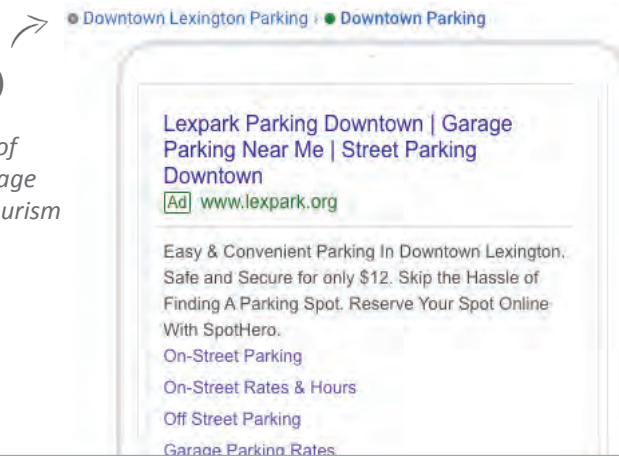 Downtown Lexington Parking › Downtown Parking
)
of
age
urism
Lexpark Parking Downtown | Garage
Parking Near Me | Street Parking
Downtown
Ad www.lexpark.org
Easy & Convenient Parking In Downtown Lexington.
Safe and Secure for only $12. Skip the Hassle of
Finding A Parking Spot. Reserve Your Spot Online
With SpotHero.
On-Street Parking
On-Street Rates & Hours
Off Street Parking
Garage Parking Rates